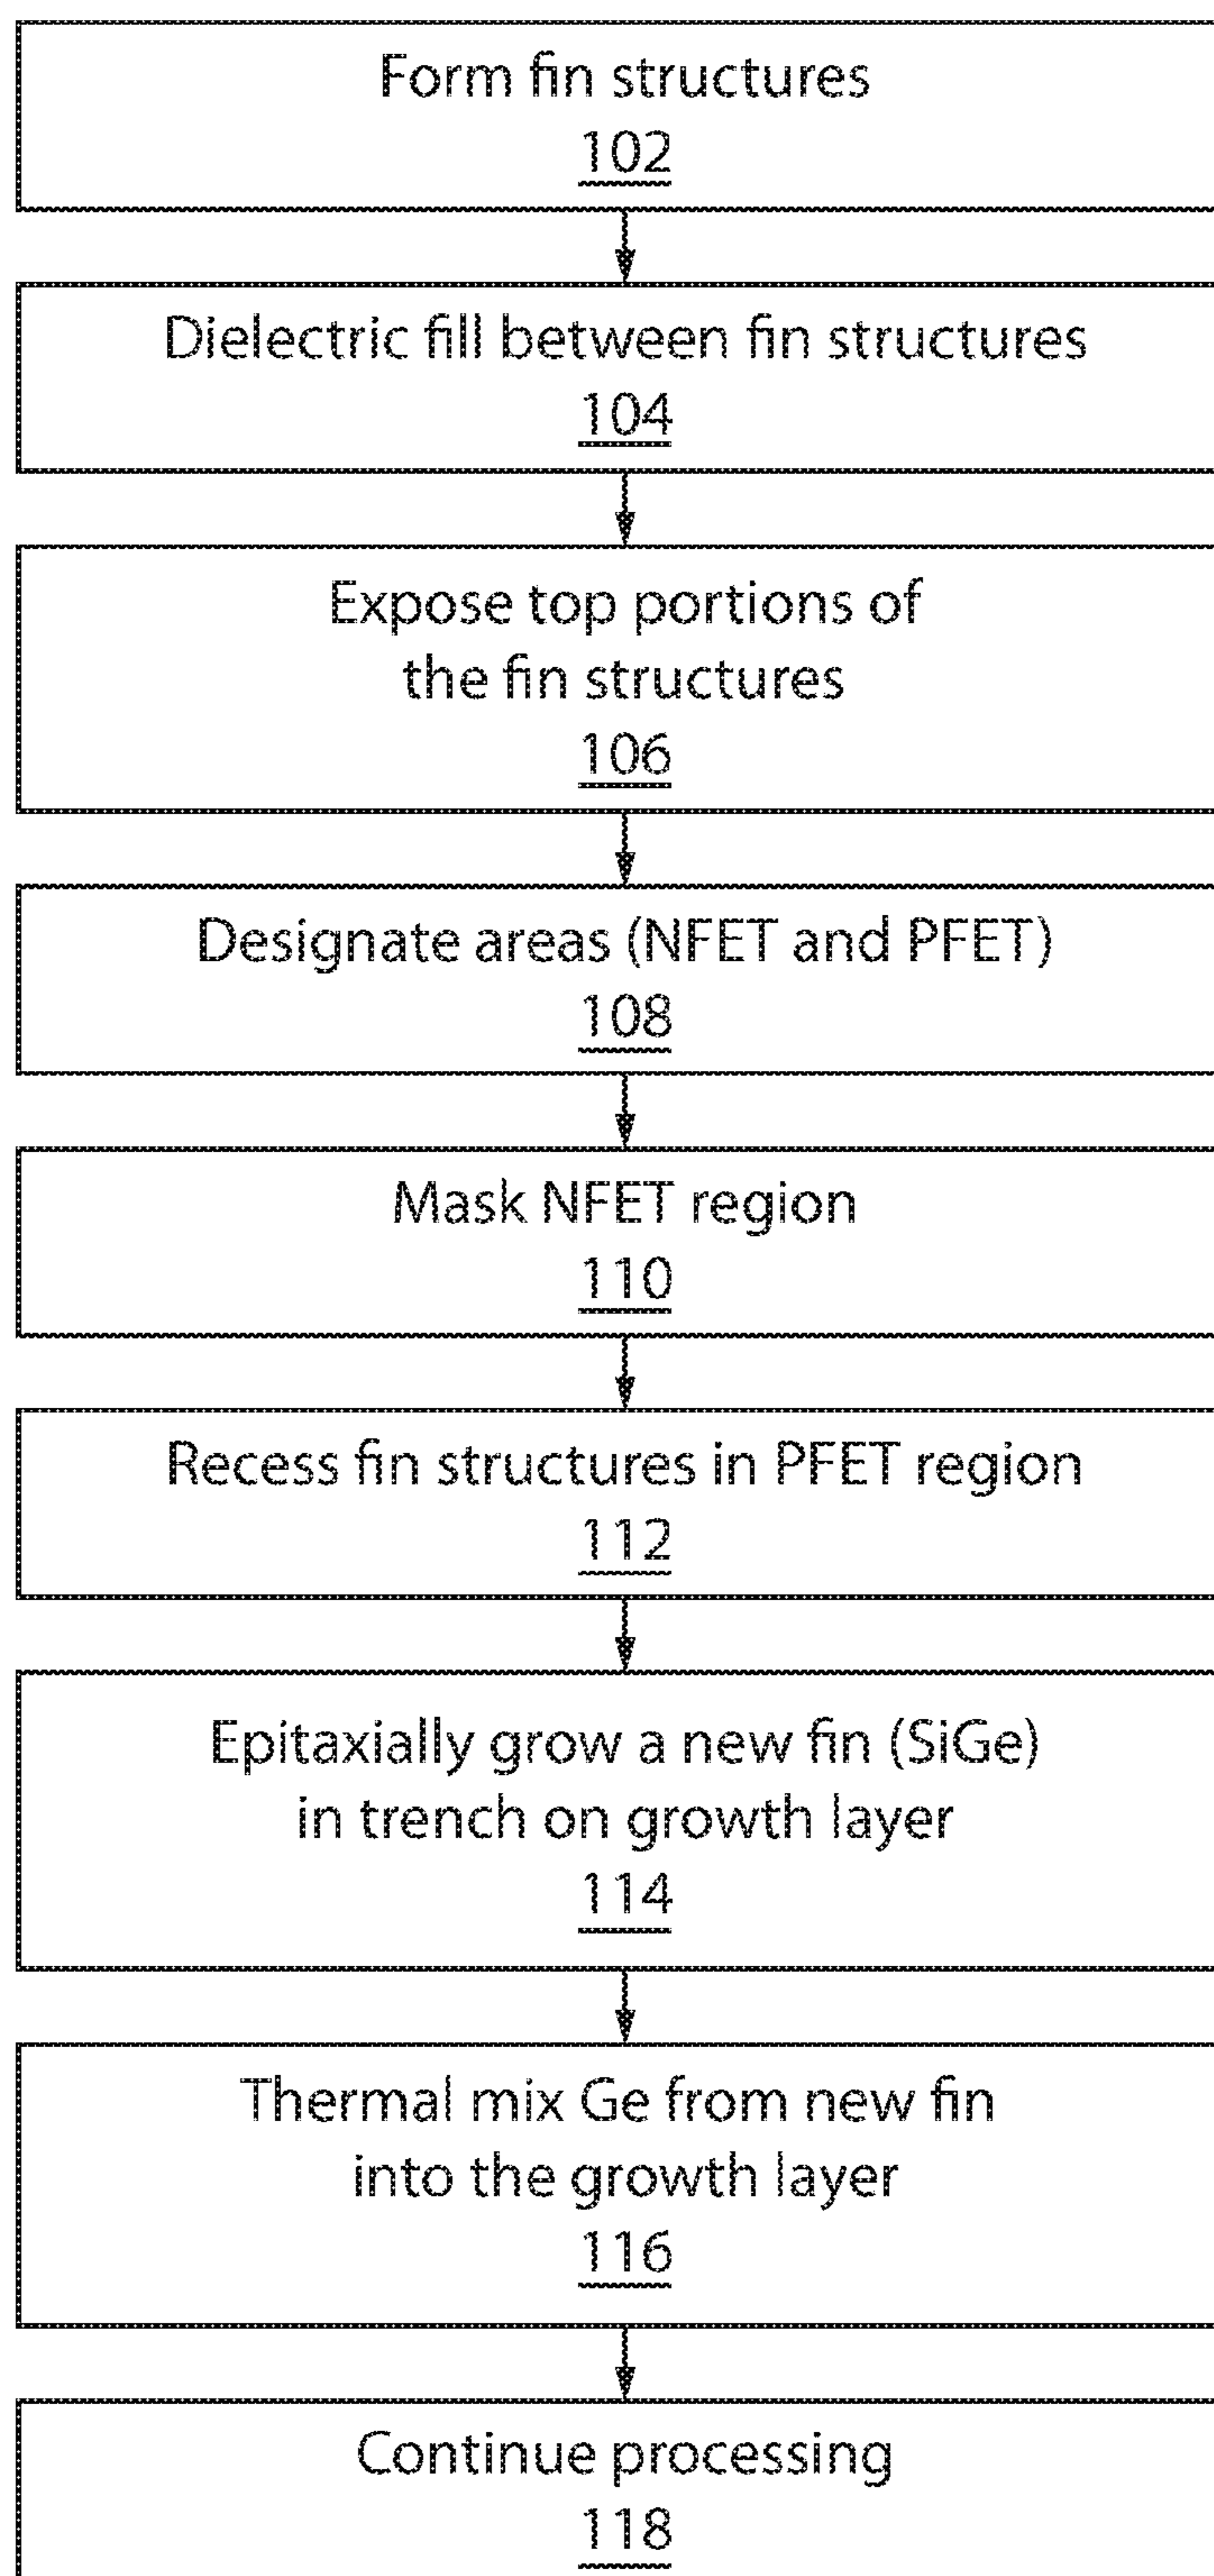 Form fin structures
102
Dielectric fill between fin structures
104
Expose top portions of
the fin structures
106
Designate areas (NFET and PFET)
108
Mask NFET region
110
Recess fin structures in PFET region
112
Epitaxially grow a new fin (SiGe)
in trench on growth layer
114
Thermal mix Ge from new fin
into the growth layer
116
Continue processing
118